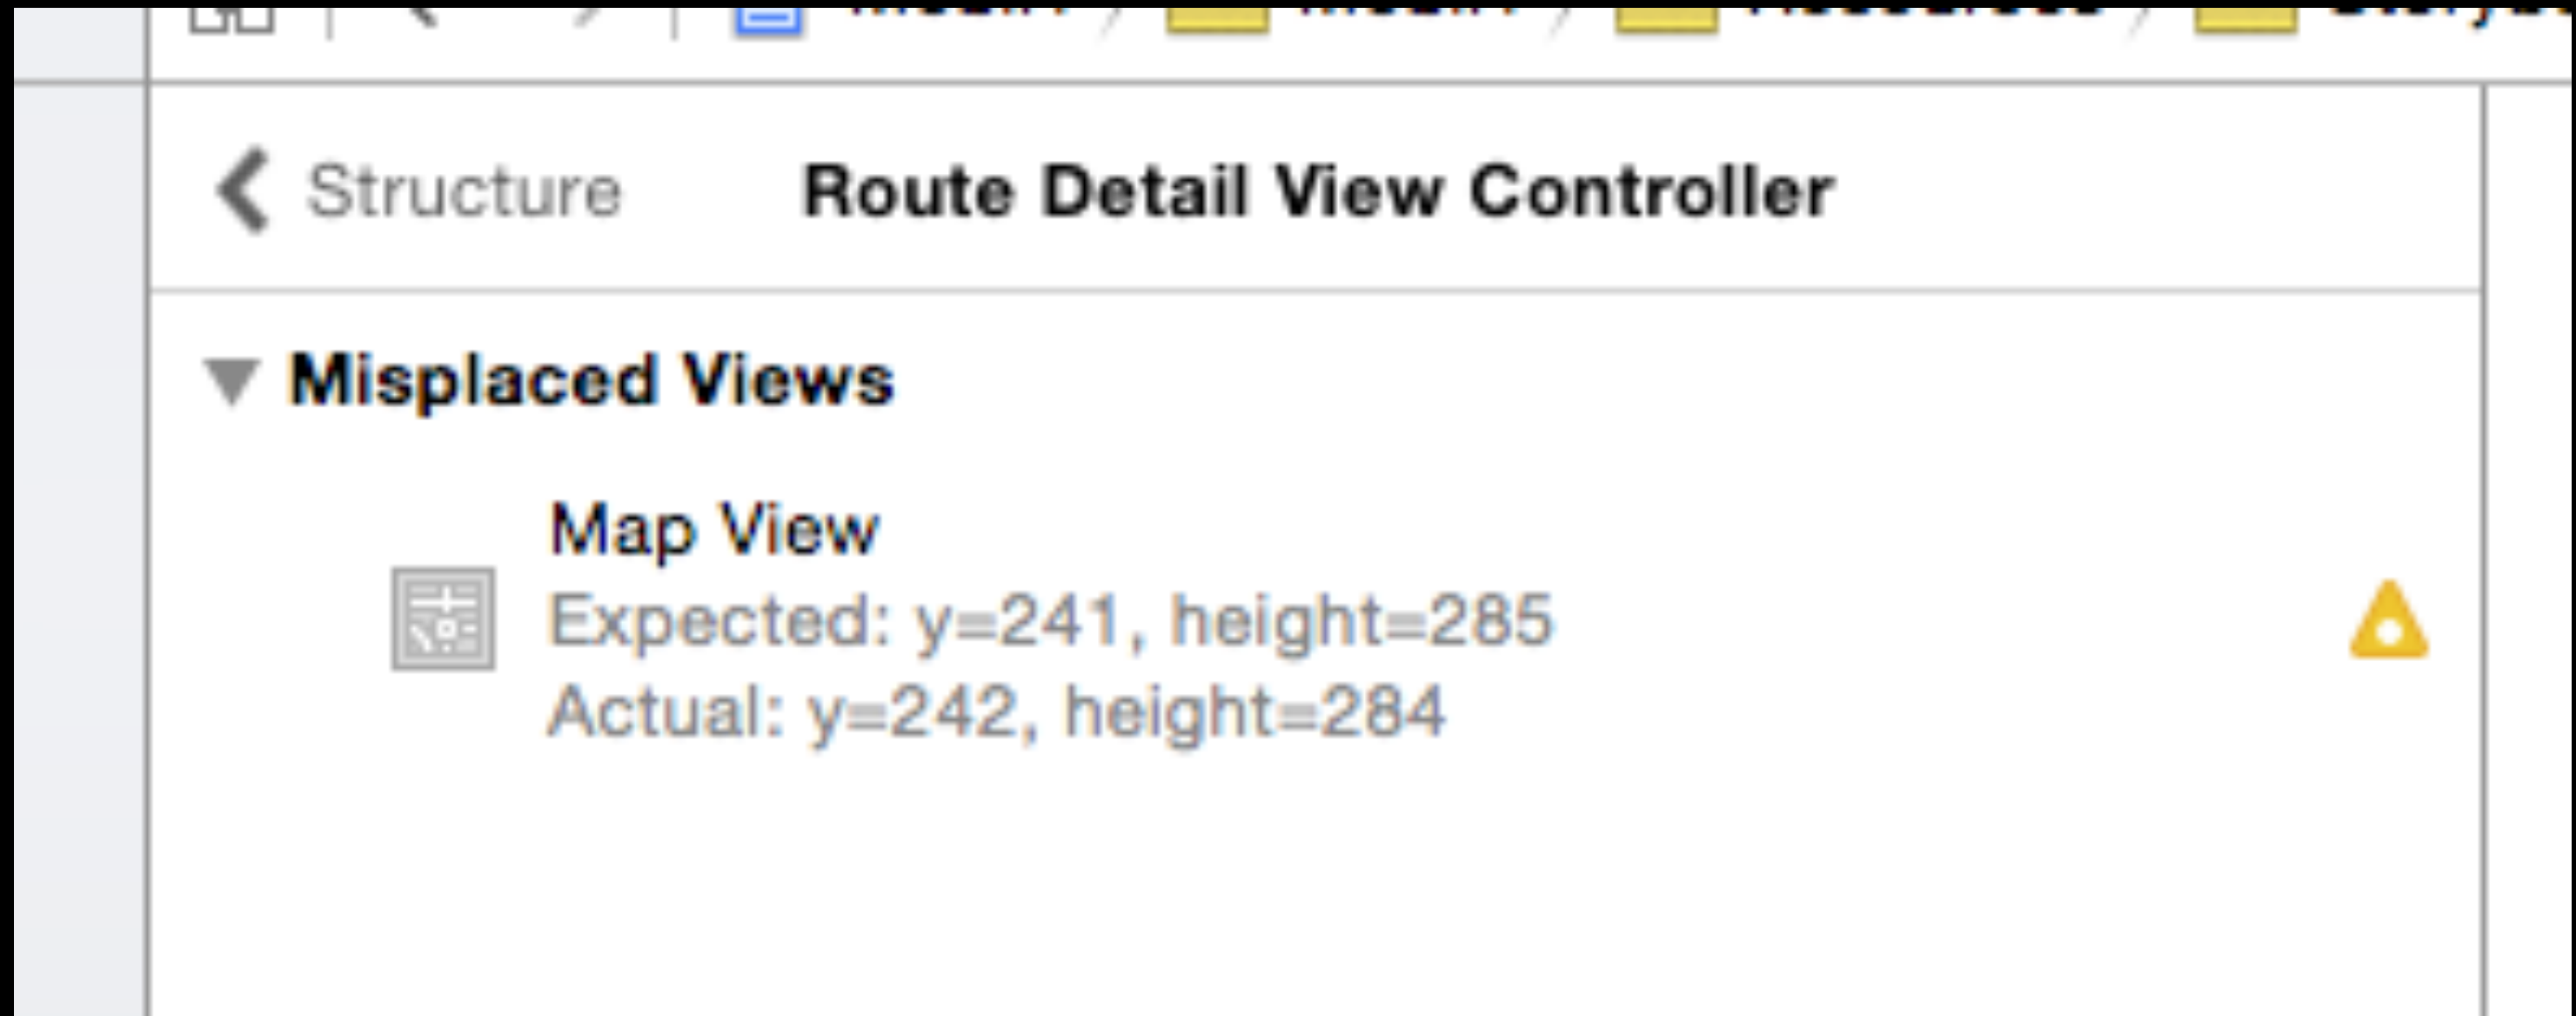 Structure
Route Detail View Controller
Misplaced Views
Map View
Expected: y=241, height=285
Actual: y=242, height=284